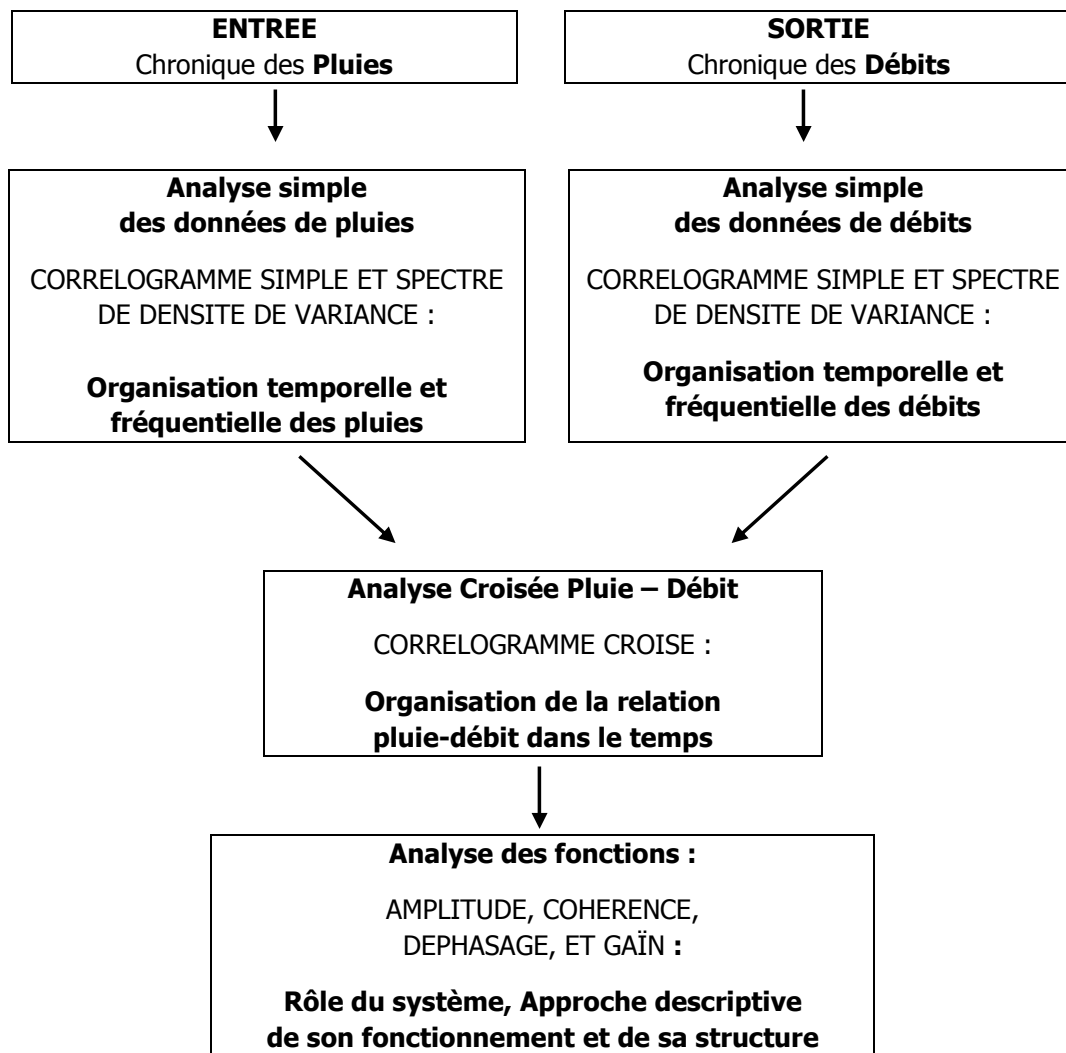 ENTREE
Chronique des Pluies
SORTIE
Chronique des Débits
Analyse simple
des données de pluies
CORRELOGRAMME SIMPLE ET SPECTRE
DE DENSITE DE VARIANCE :
Organisation temporelle et
fréquentielle des pluies
Analyse simple
des données de débits
CORRELOGRAMME SIMPLE ET SPECTRE
DE DENSITE DE VARIANCE :
Organisation temporelle et
fréquentielle des débits
Analyse Croisée Pluie – Débit
CORRELOGRAMME CROISE :
Organisation de la relation
pluie-débit dans le temps
Analyse des fonctions :
AMPLITUDE, COHERENCE,
DEPHASAGE, ET GAÏN :
Rôle du système, Approche descriptive
de son fonctionnement et de sa structure